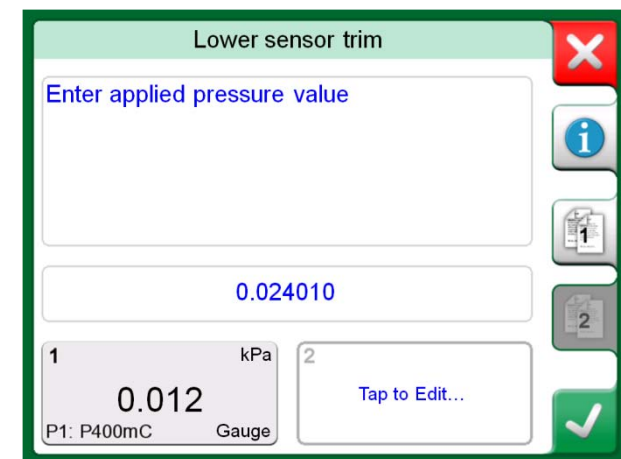 Lower sensor trim
Enter applied pressure value
i
1
0.024010
2
1 kPa
0.012
P1: P400mC Gauge
2
Tap to Edit...